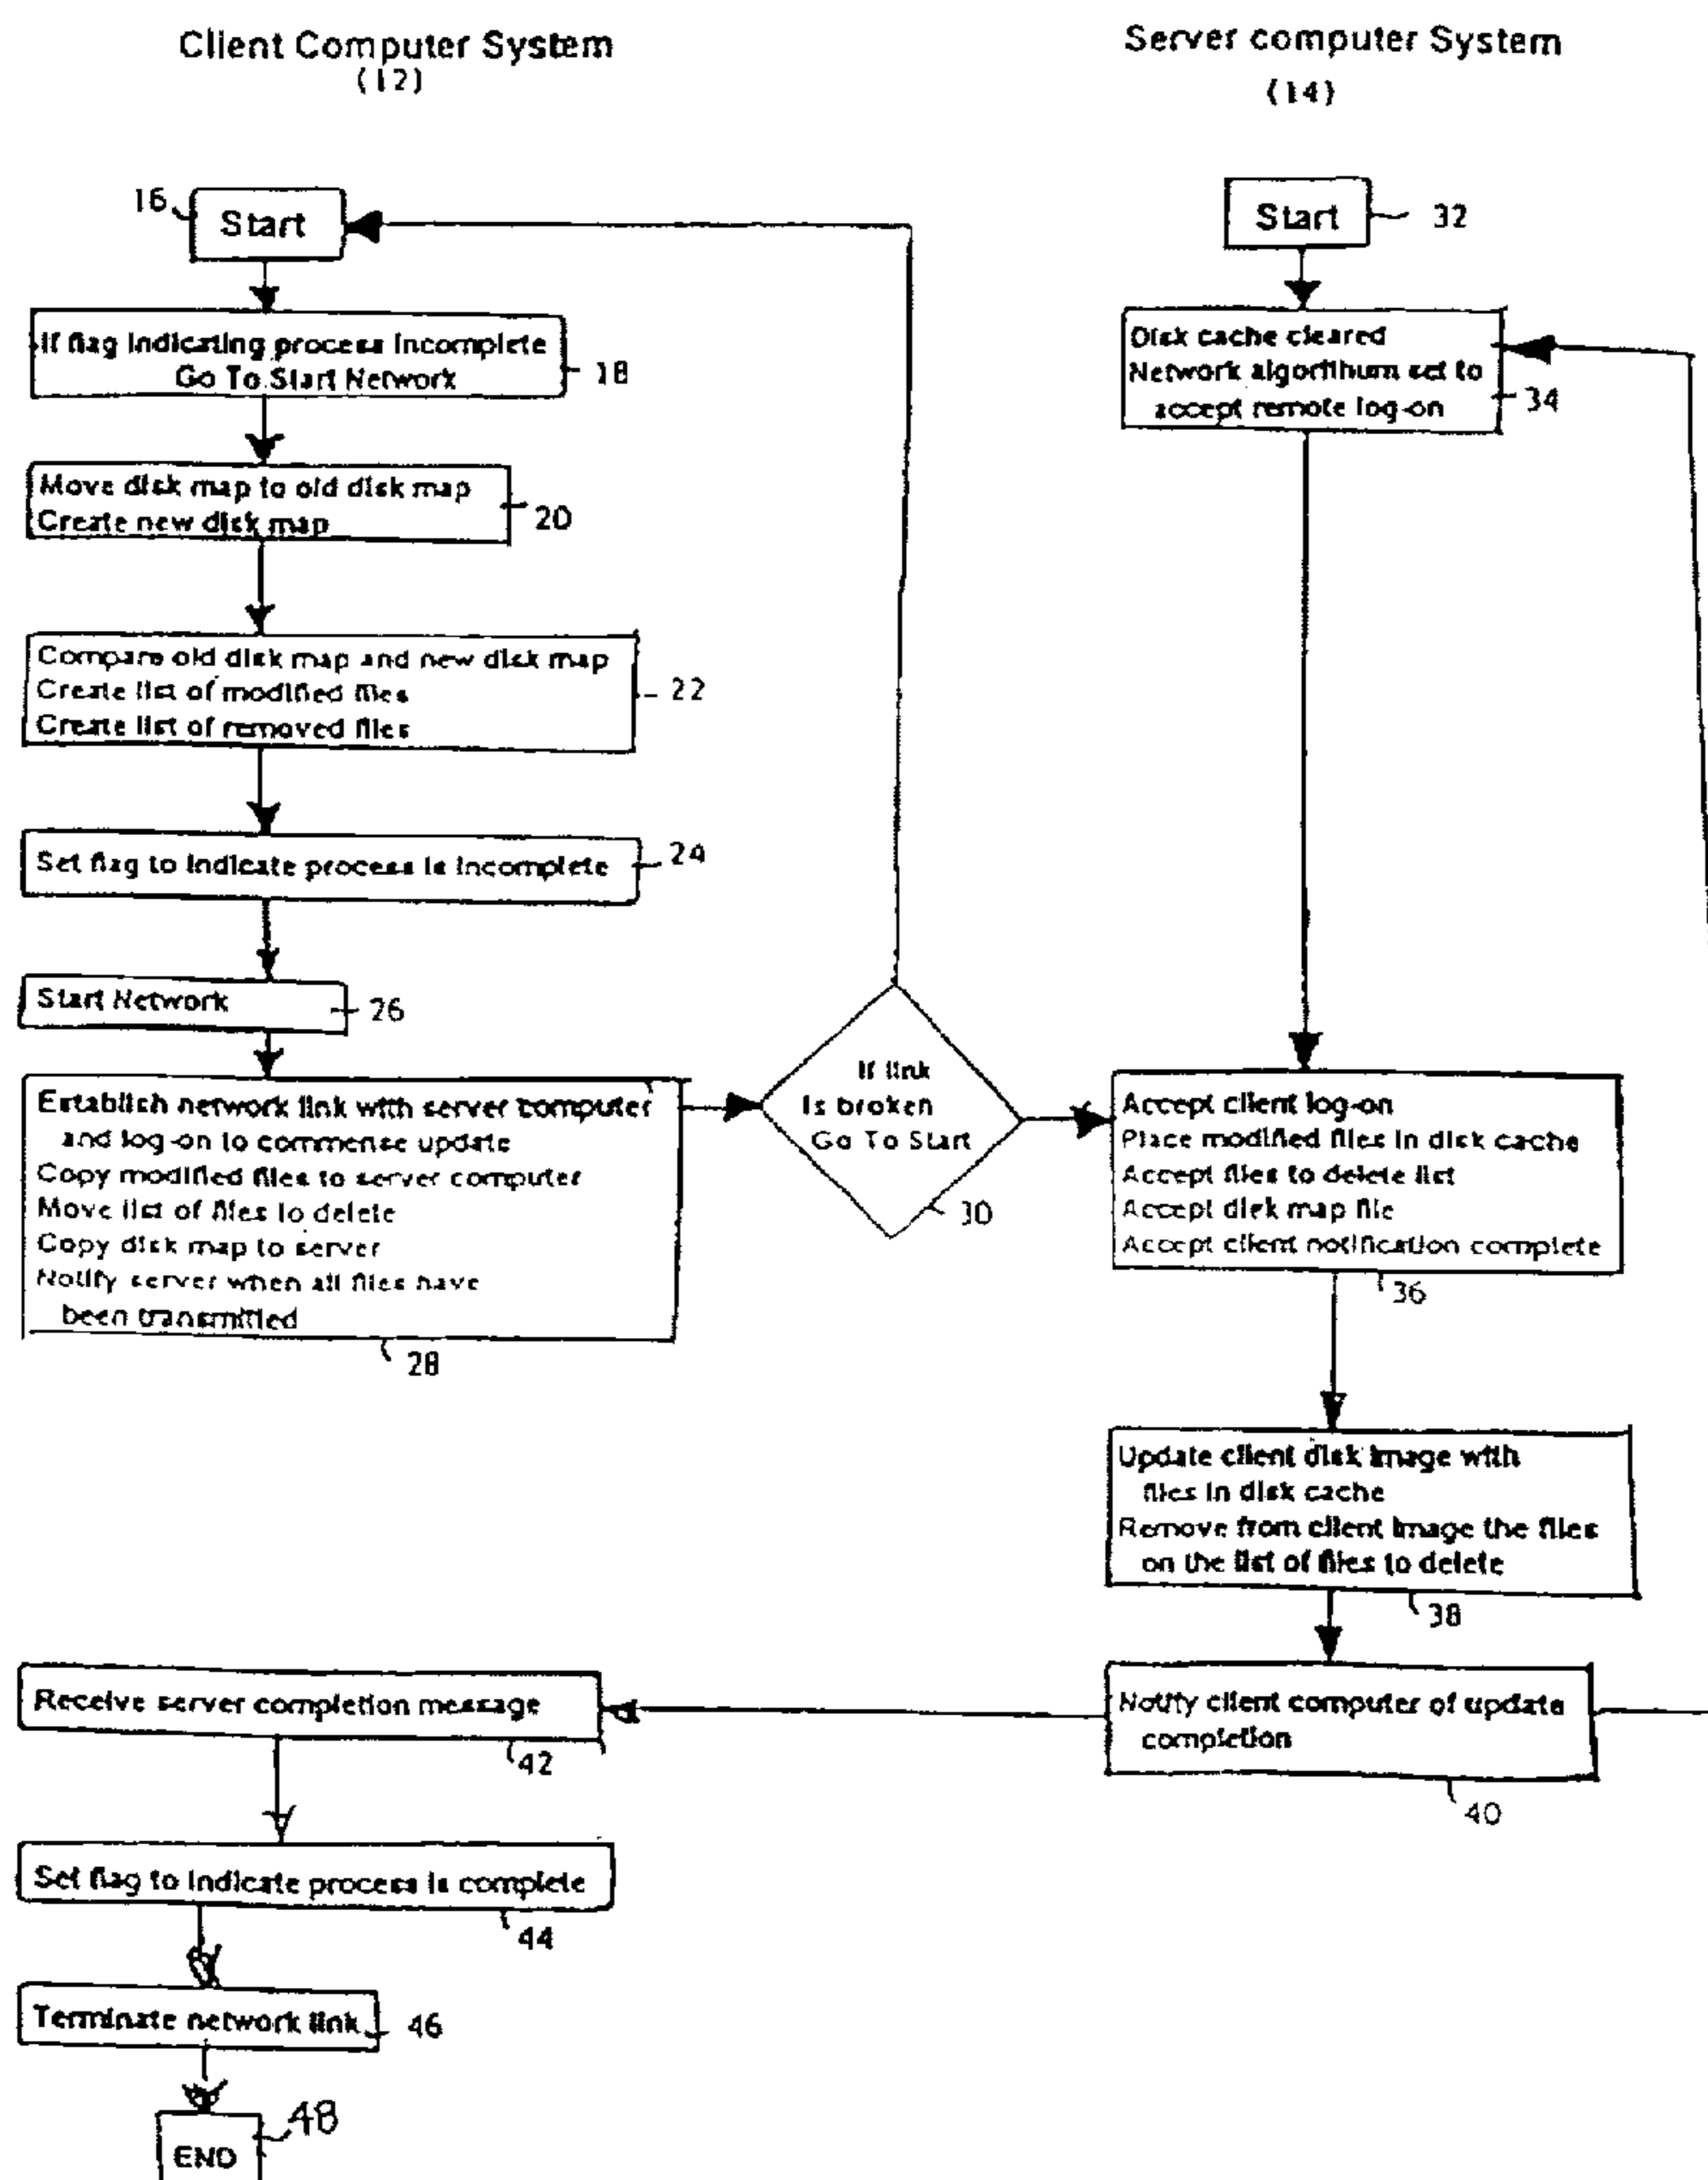 Client Computer System
(12)
Server computer System
(14)
16
Start
If flag indicating process incomplete
Go To Start Network
18
Move disk map to old disk map
Create new disk map
20
Compare old disk map and new disk map
Create list of modified files
Create list of removed files
22
Set flag to indicate process is incomplete
24
Start Network
26
Establish network link with server computer
and log-on to commense update
Copy modified files to server computer
Move list of files to delete
Copy disk map to server
Notify server when all files have
been transmitted
28
If link
Is broken
Go To Start
30
Start
32
Disk cache cleared
Network algorithum set to
accept remote log-on
34
Accept client log-on
Place modified files in disk cache
Accept files to delete list
Accept disk map file
Accept client notification complete
36
Update client disk image with
files in disk cache
Remove from client image the files
on the list of files to delete
38
Notify client computer of update
completion
40
Receive server completion message
42
Set flag to indicate process is complete
44
Terminate network link
46
END
48